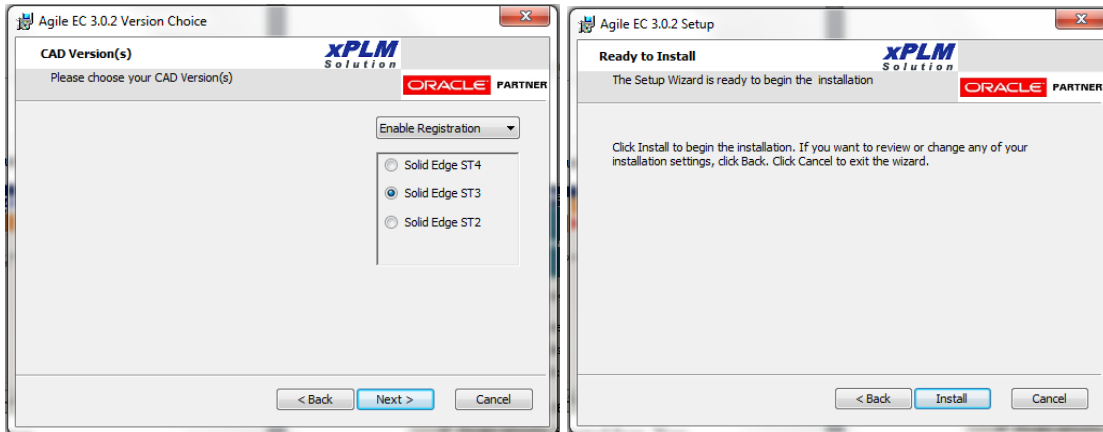 Agile EC 3.0.2 Version Choice
CAD Version(s)
xPLM
Solution
Please choose your CAD Version(s)
ORACLE PARTNER
Enable Registration
Solid Edge ST4
Solid Edge ST3
Solid Edge ST2
< Back Next > Cancel
Agile EC 3.0.2 Setup
Ready to Install
xPLM
Solution
The Setup Wizard is ready to begin the installation
ORACLE PARTNER
Click Install to begin the installation. If you want to review or change any of your
installation settings, click Back. Click Cancel to exit the wizard.
< Back Install Cancel